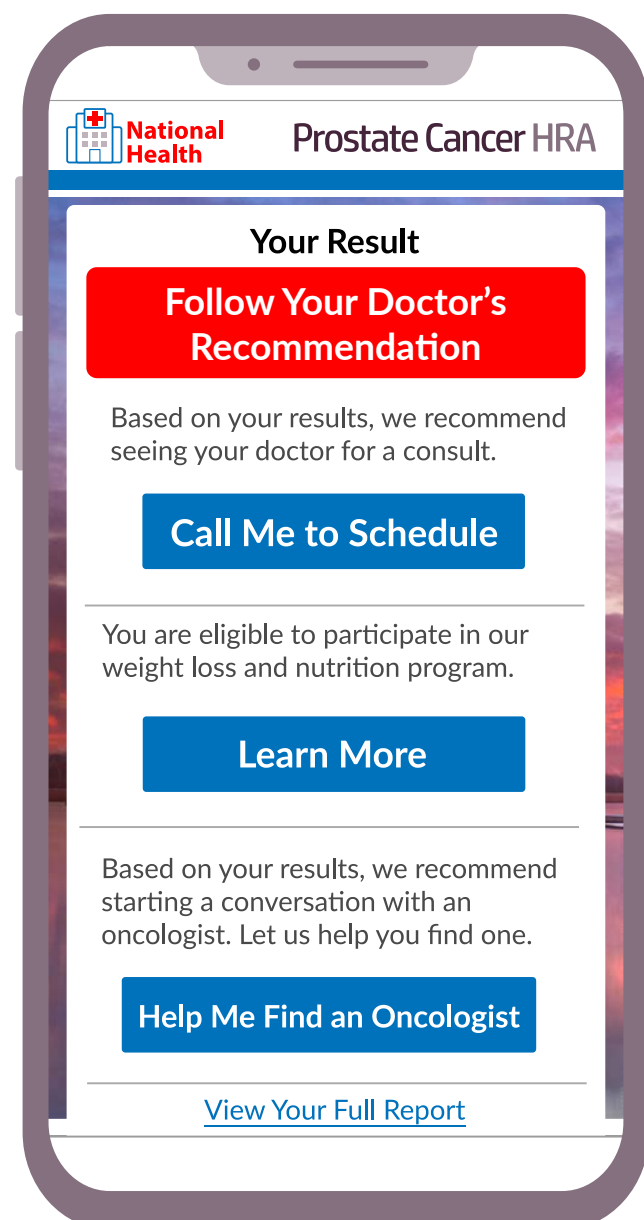 National
Health
Prostate Cancer HRA
Your Result
Follow Your Doctor’s
Recommendation
Based on your results, we recommend
seeing your doctor for a consult.
Call Me to Schedule
You are eligible to participate in our
weight loss and nutrition program.
Learn More
Based on your results, we recommend
starting a conversation with an
oncologist. Let us help you find one.
Help Me Find an Oncologist
View Your Full Report